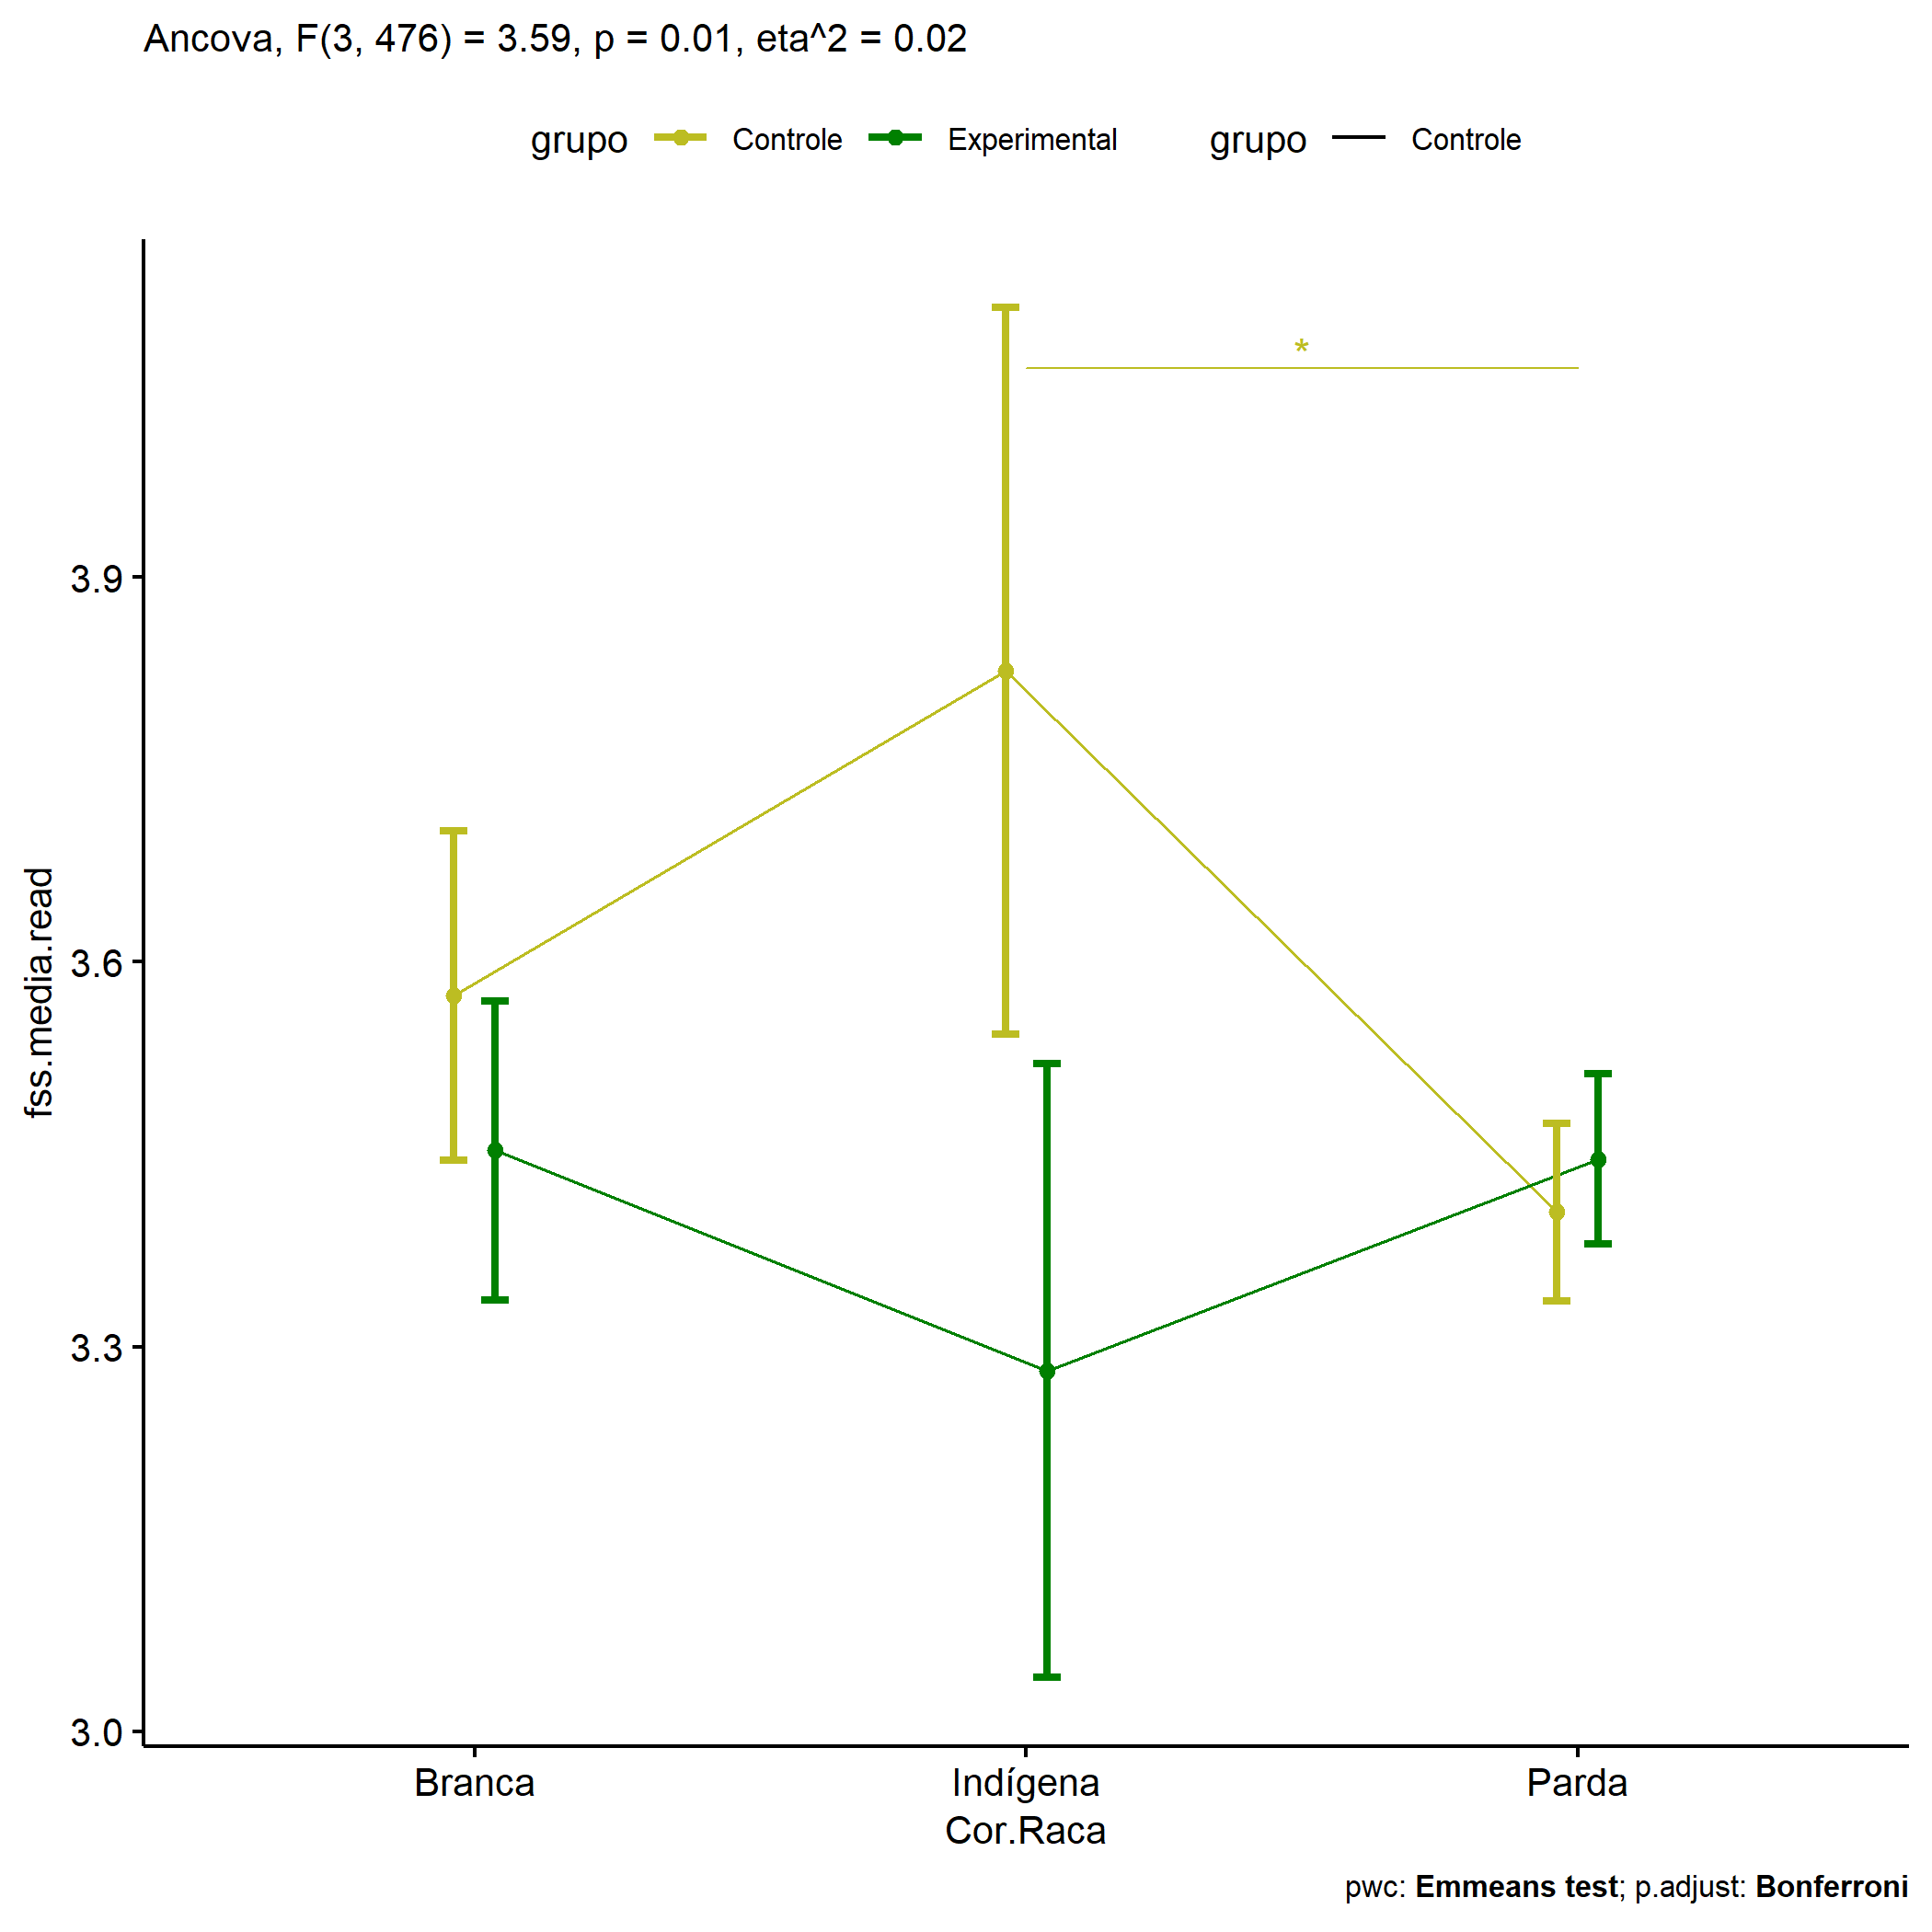 Ancova, F(3, 476) = 3.59, p = 0.01, eta^2 = 0.02
grupo Controle Experimental grupo Controle
*
3.9
3.6
3.3
3.0
fss.media.read
Branca Indígena Parda
Cor.Raca
pwc: Emmeans test; p.adjust: Bonferroni